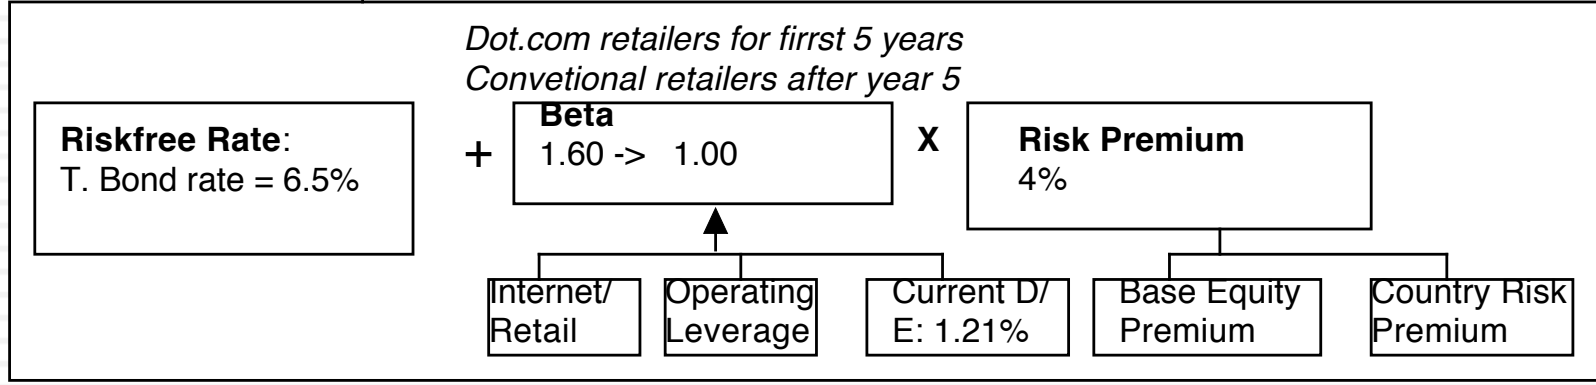 Dot.com retailers for firrst 5 years
Convetional retailers after year 5
Riskfree Rate:
T. Bond rate = 6.5%
+
Beta
1.60 -> 1.00
X
Risk Premium
4%
Internet/
Retail
Operating
Leverage
Current D/
E: 1.21%
Base Equity
Premium
Country Risk
Premium